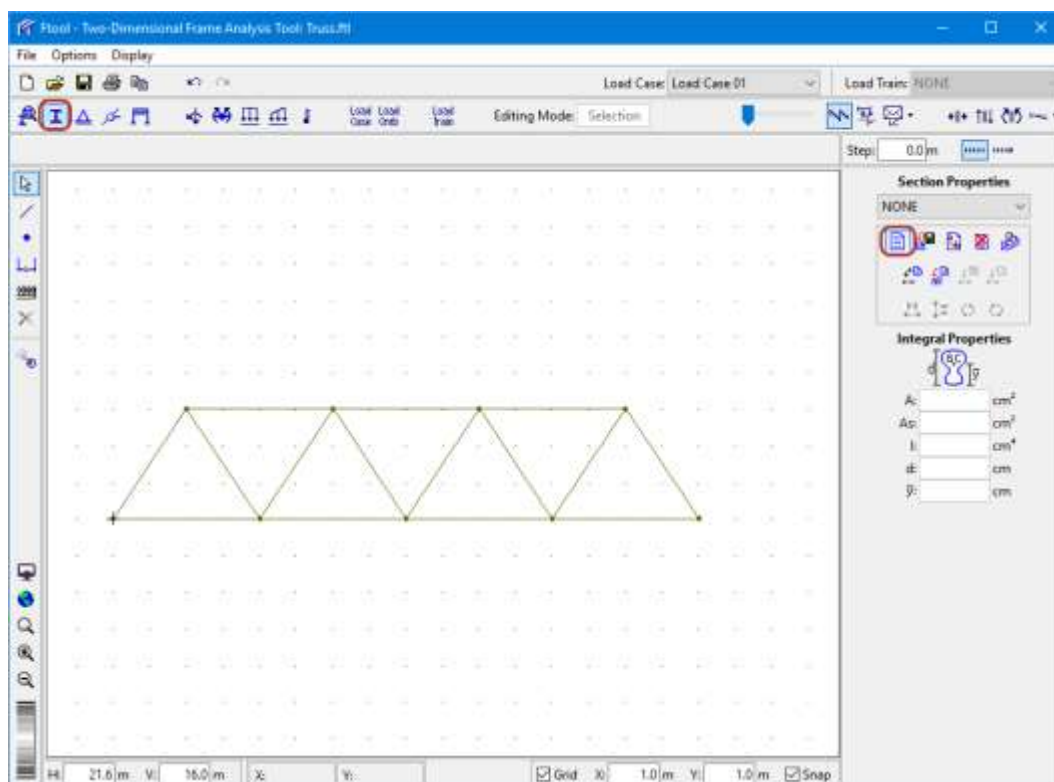 Ftool - Two-Dimensional Frame Analysis Tool: Truss.ftl
File Options Display
Load Case: Load Case 01 Load Train: NONE
Load Case Load Comb Load Train Editing Mode: Selection
Step: 0.0 m
Section Properties
NONE
Integral Properties
d ȳ
A: cm²
As: cm²
I: cm⁴
d: cm
ȳ: cm
H: 21.6 m V: 16.0 m X: Y: Grid X: 1.0 m Y: 1.0 m Snap